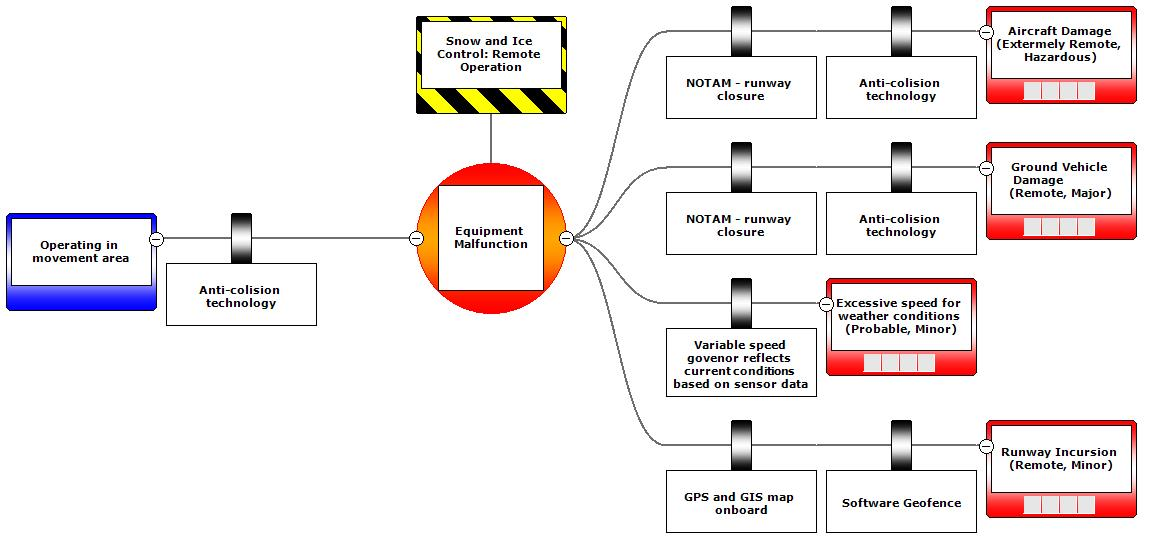 Snow and Ice
Control: Remote
Operation
Operating in
movement area
Anti-colision
technology
Equipment
Malfunction
NOTAM - runway
closure
Anti-colision
technology
Aircraft Damage
(Extermely Remote,
Hazardous)
NOTAM - runway
closure
Anti-colision
technology
Ground Vehicle
Damage
(Remote, Major)
Variable speed
govenor reflects
current conditions
based on sensor data
Excessive speed for
weather conditions
(Probable, Minor)
GPS and GIS map
onboard
Software Geofence
Runway Incursion
(Remote, Minor)